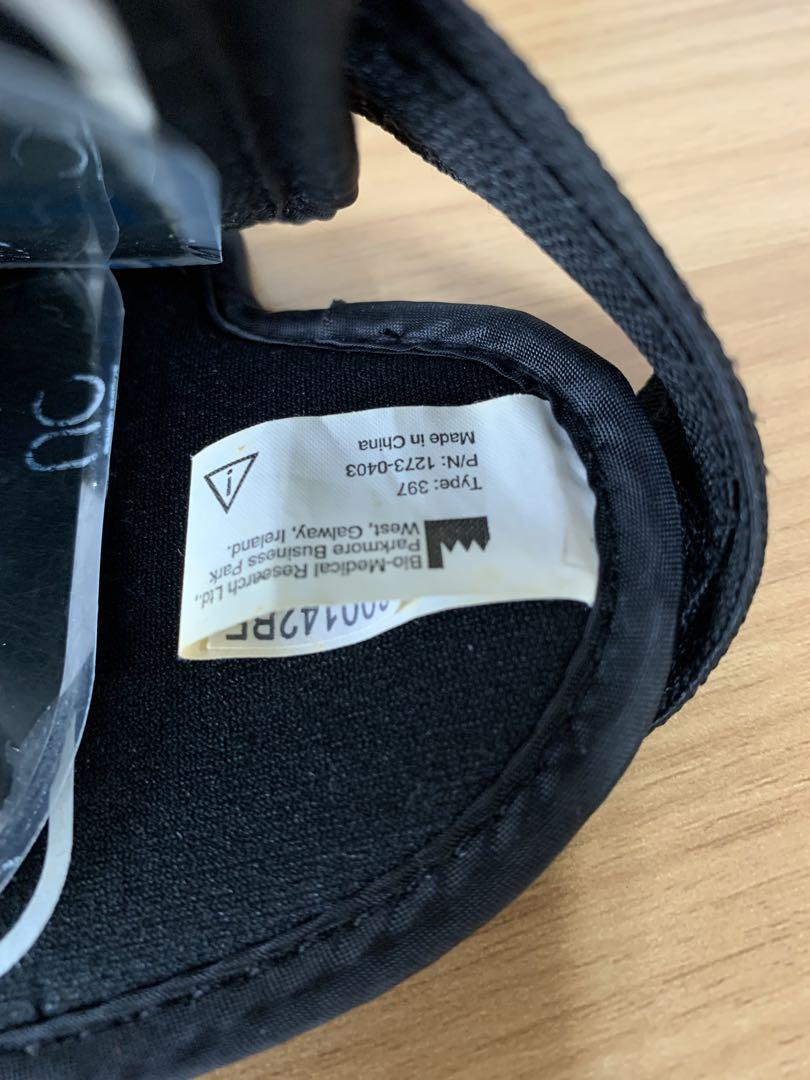 Bio-Medical Research Ltd.,
Parkmore Business Park
West, Galway, Ireland.
Type: 397
P/N: 1273-0403
Made in China